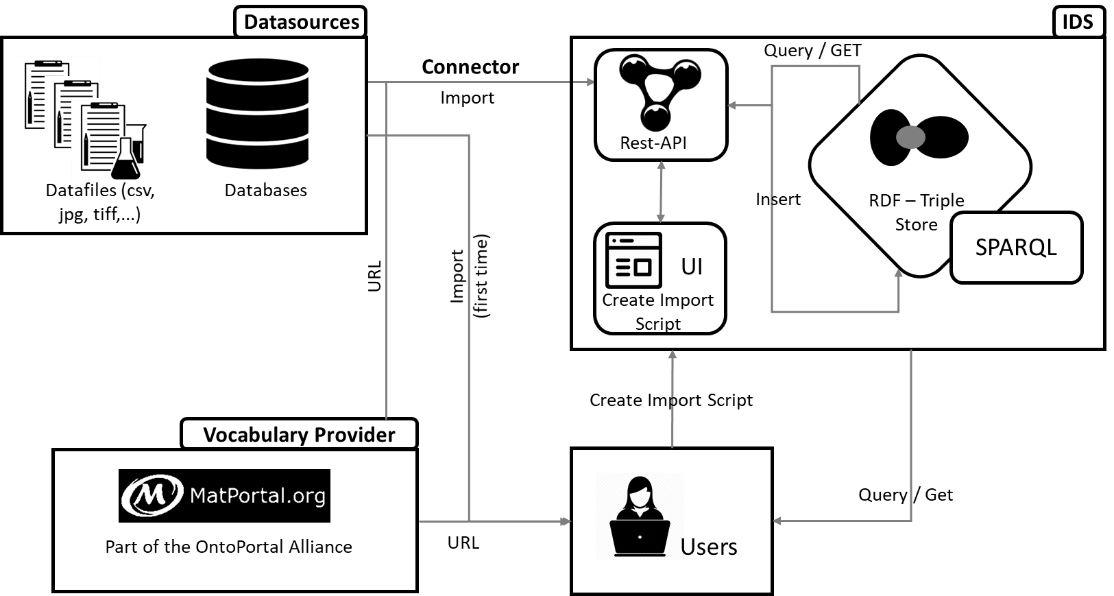 Datasources
IDS
Datafiles (csv,
jpg, tiff,...)
Databases
Connector
Import
Rest-API
Query / GET
Insert
RDF – Triple
Store
SPARQL
UI
Create Import
Script
URL
Import
(first time)
Create Import Script
Vocabulary Provider
M MatPortal.org
Part of the OntoPortal Alliance
URL
Users
Query / Get